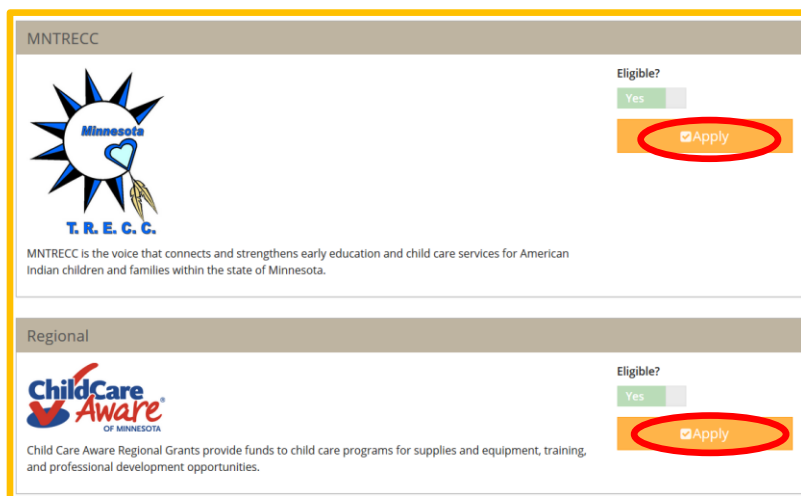 MNTRECC
Eligible?
Yes
Apply
Minnesota
T. R. E. C. C.
MNTRECC is the voice that connects and strengthens early education and child care services for American
Indian children and families within the state of Minnesota.
Regional
Eligible?
Yes
Apply
ChildCare
Aware
OF MINNESOTA
Child Care Aware Regional Grants provide funds to child care programs for supplies and equipment, training,
and professional development opportunities.